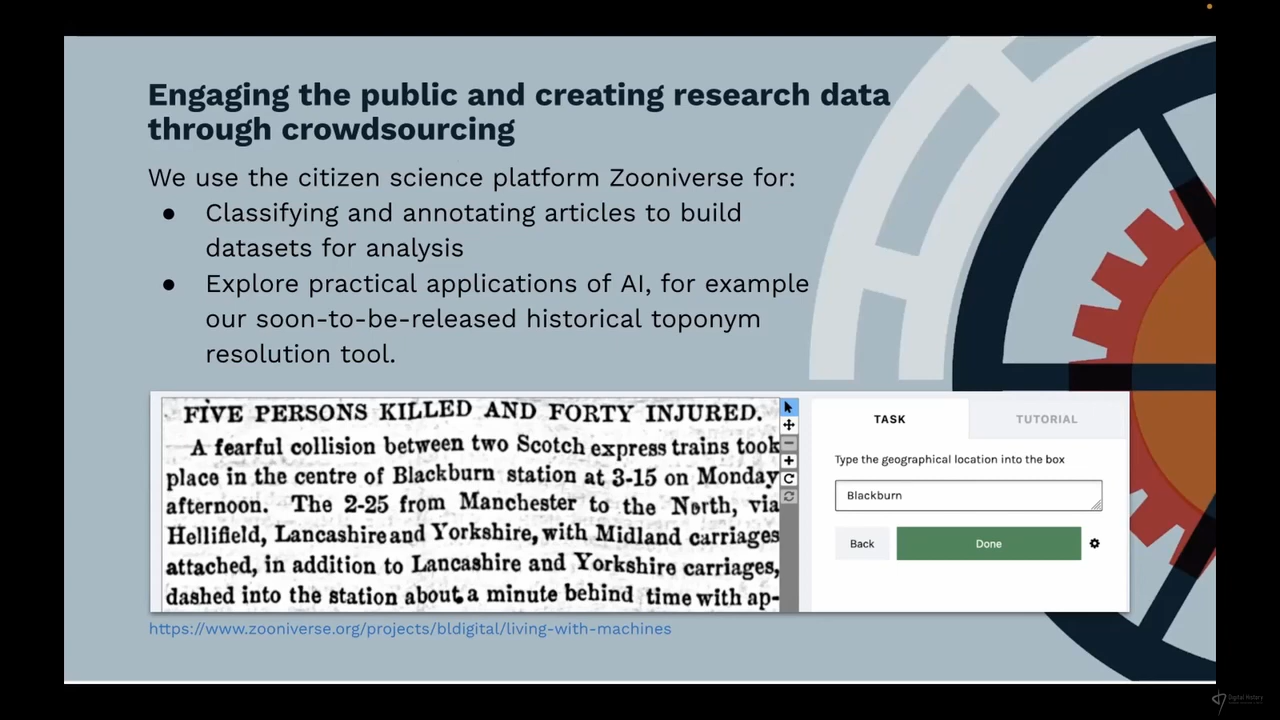 Engaging the public and creating research data
through crowdsourcing
We use the citizen science platform Zooniverse for:
● Classifying and annotating articles to build
datasets for analysis
● Explore practical applications of AI, for example
our soon-to-be-released historical toponym
resolution tool.
FIVE PERSONS KILLED AND FORTY INJURED.
A fearful collision between two Scotch express trains took
place in the centre of Blackburn station at 3-15 on Monday
afternoon. The 2-25 from Manchester to the North, via
Hellifield, Lancashire and Yorkshire, with Midland carriages
attached, in addition to Lancashire and Yorkshire carriages,
dashed into the station about a minute behind time with ap-
TASK
TUTORIAL
Type the geographical location into the box
Blackburn
Back
Done
https://www.zooniverse.org/projects/bldigital/living-with-machines
Digital History